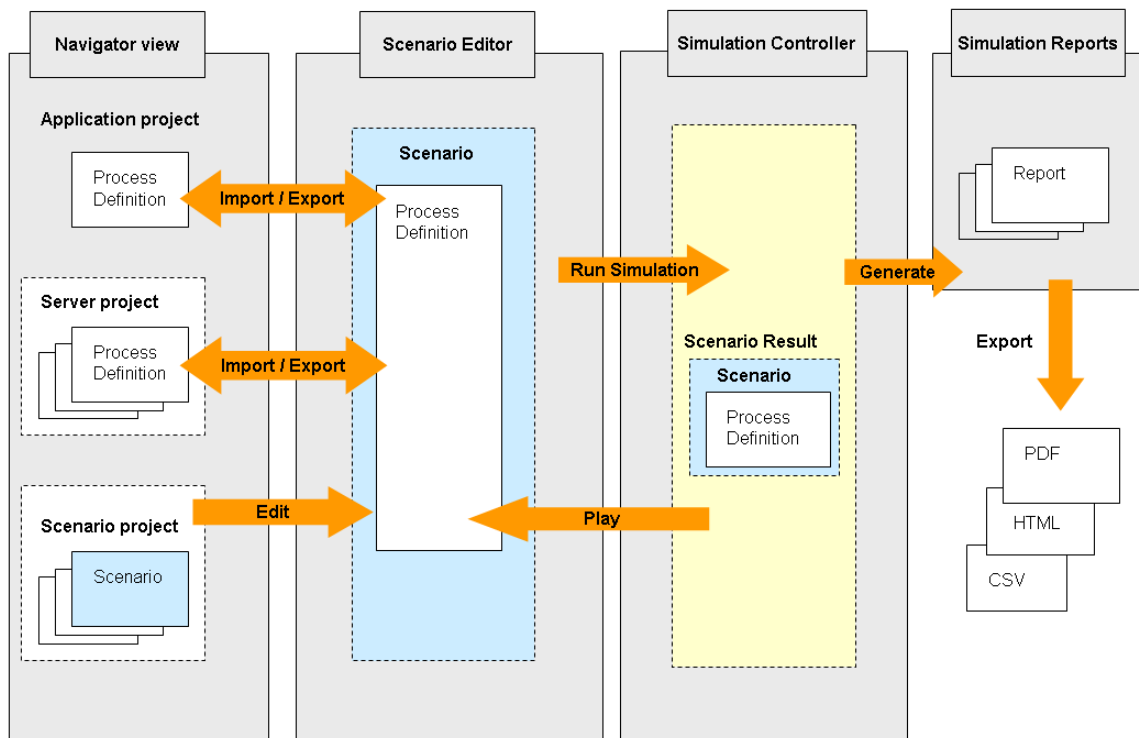 Navigator view
Scenario Editor
Simulation Controller
Simulation Reports
Application project
Process
Definition
Import / Export
Scenario
Process
Definition
Server project
Process
Definition
Import / Export
Scenario project
Scenario
Edit
Run Simulation
Scenario Result
Scenario
Process
Definition
Play
Generate
Report
Export
PDF
HTML
CSV